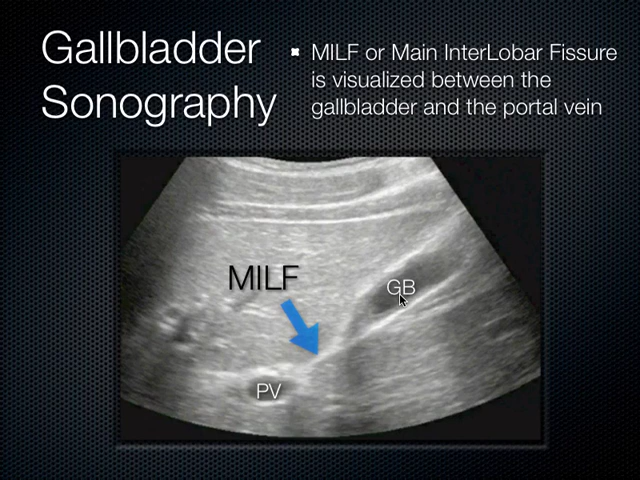 Gallbladder
Sonography
MILF or Main InterLobar Fissure
is visualized between the
gallbladder and the portal vein
MILF
GB
PV